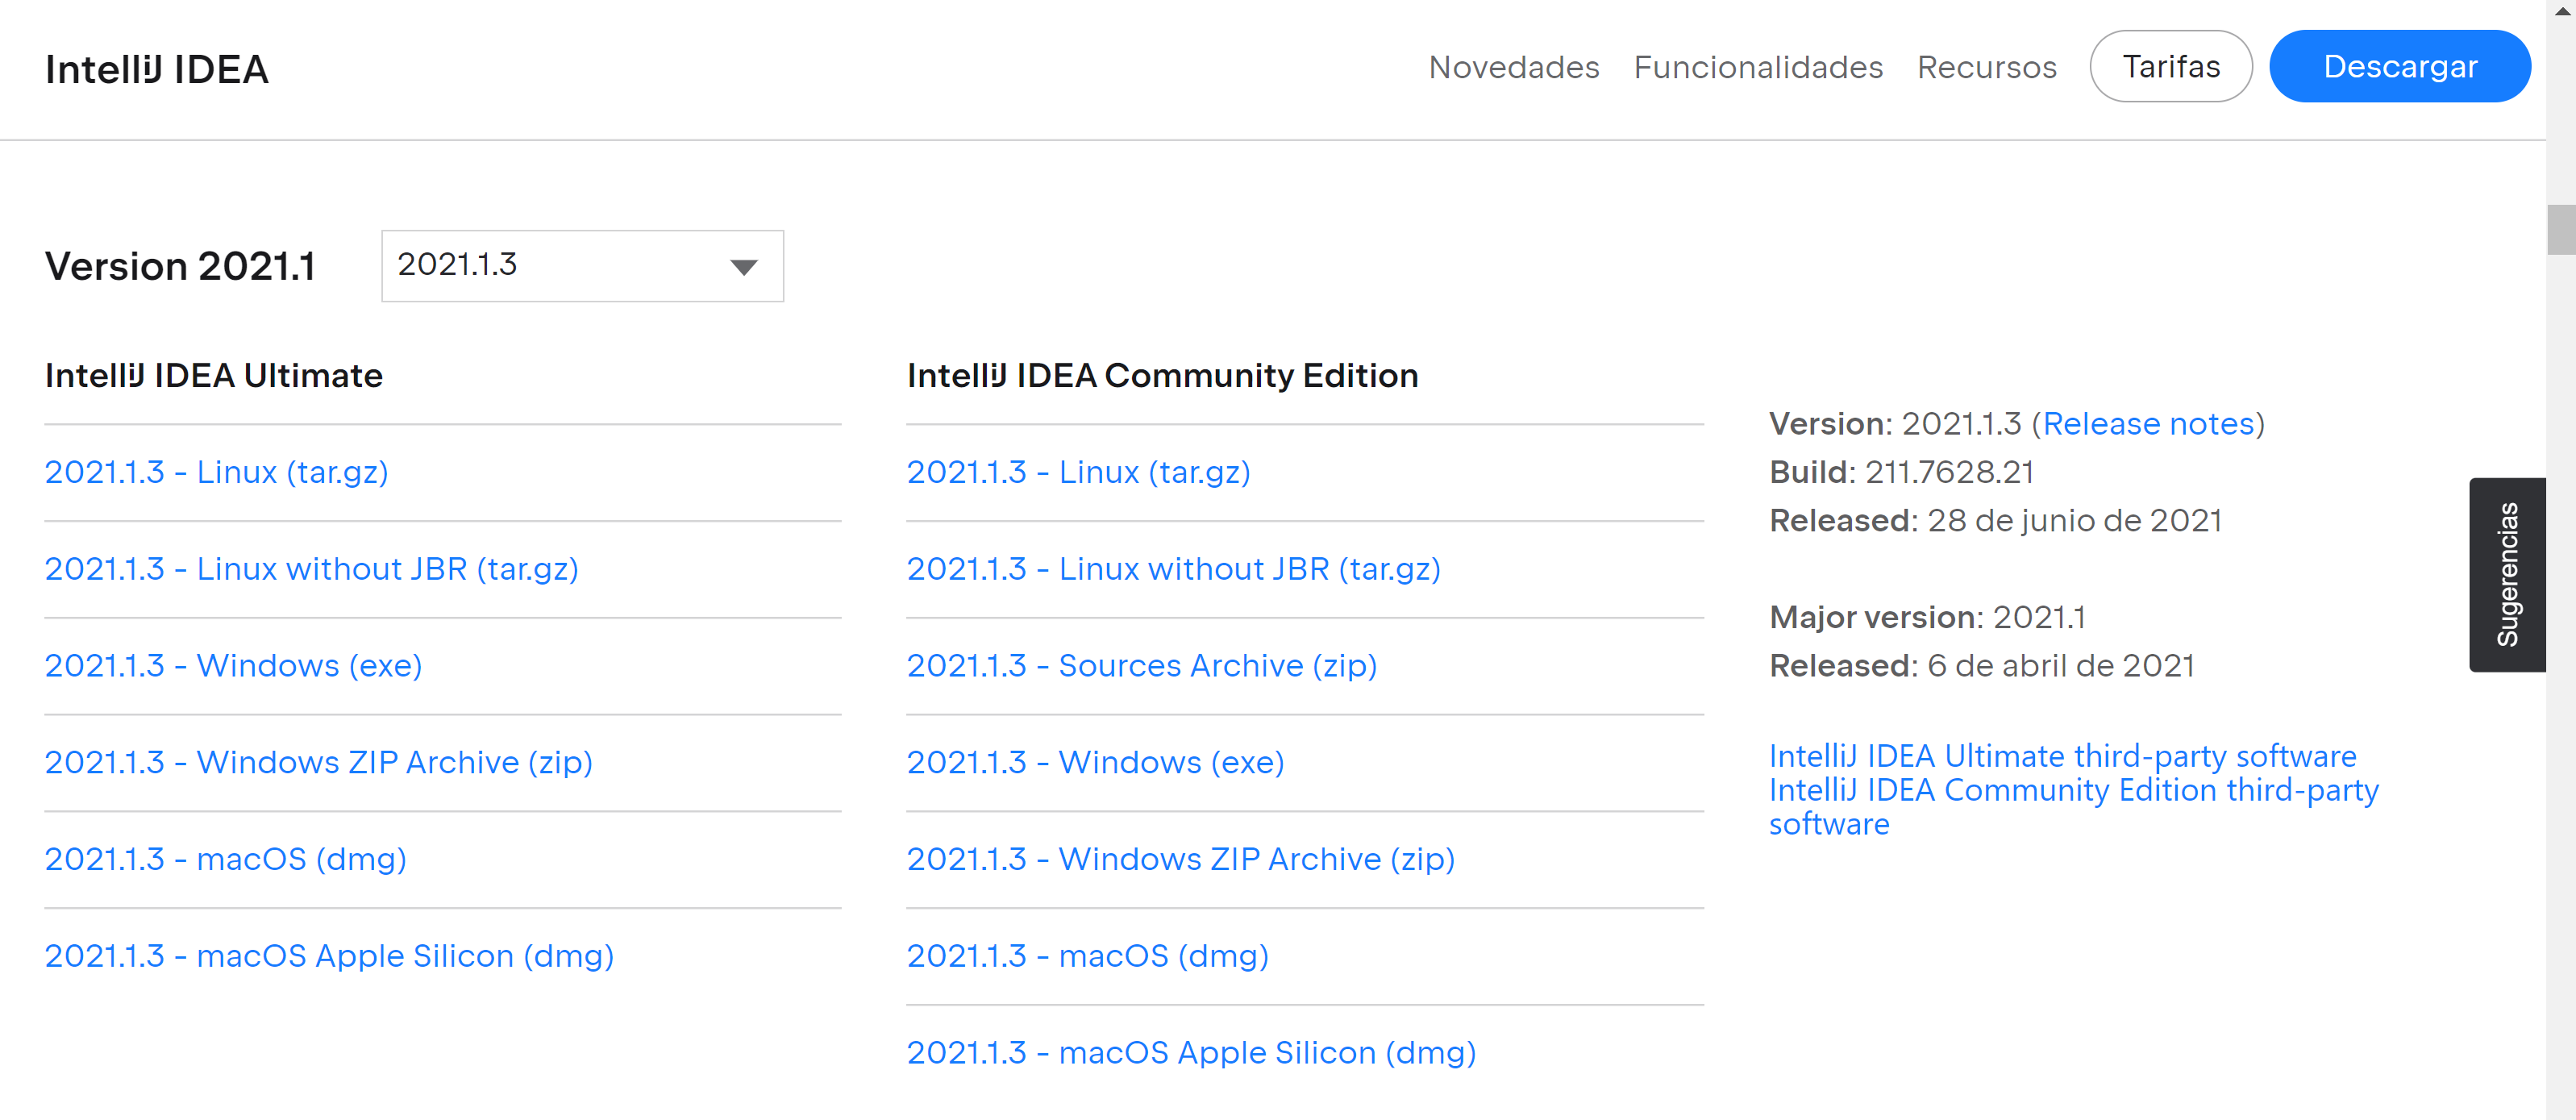 IntelliJ IDEA
Novedades
Funcionalidades
Recursos
Tarifas
Descargar
Version 2021.1
2021.1.3
IntelliJ IDEA Ultimate
2021.1.3 - Linux (tar.gz)
2021.1.3 - Linux without JBR (tar.gz)
2021.1.3 - Windows (exe)
2021.1.3 - Windows ZIP Archive (zip)
2021.1.3 - macOS (dmg)
2021.1.3 - macOS Apple Silicon (dmg)
IntelliJ IDEA Community Edition
2021.1.3 - Linux (tar.gz)
2021.1.3 - Linux without JBR (tar.gz)
2021.1.3 - Sources Archive (zip)
2021.1.3 - Windows (exe)
2021.1.3 - Windows ZIP Archive (zip)
2021.1.3 - macOS (dmg)
2021.1.3 - macOS Apple Silicon (dmg)
Version: 2021.1.3 (Release notes)
Build: 211.7628.21
Released: 28 de junio de 2021
Major version: 2021.1
Released: 6 de abril de 2021
IntelliJ IDEA Ultimate third-party software
IntelliJ IDEA Community Edition third-party
software
Sugerencias